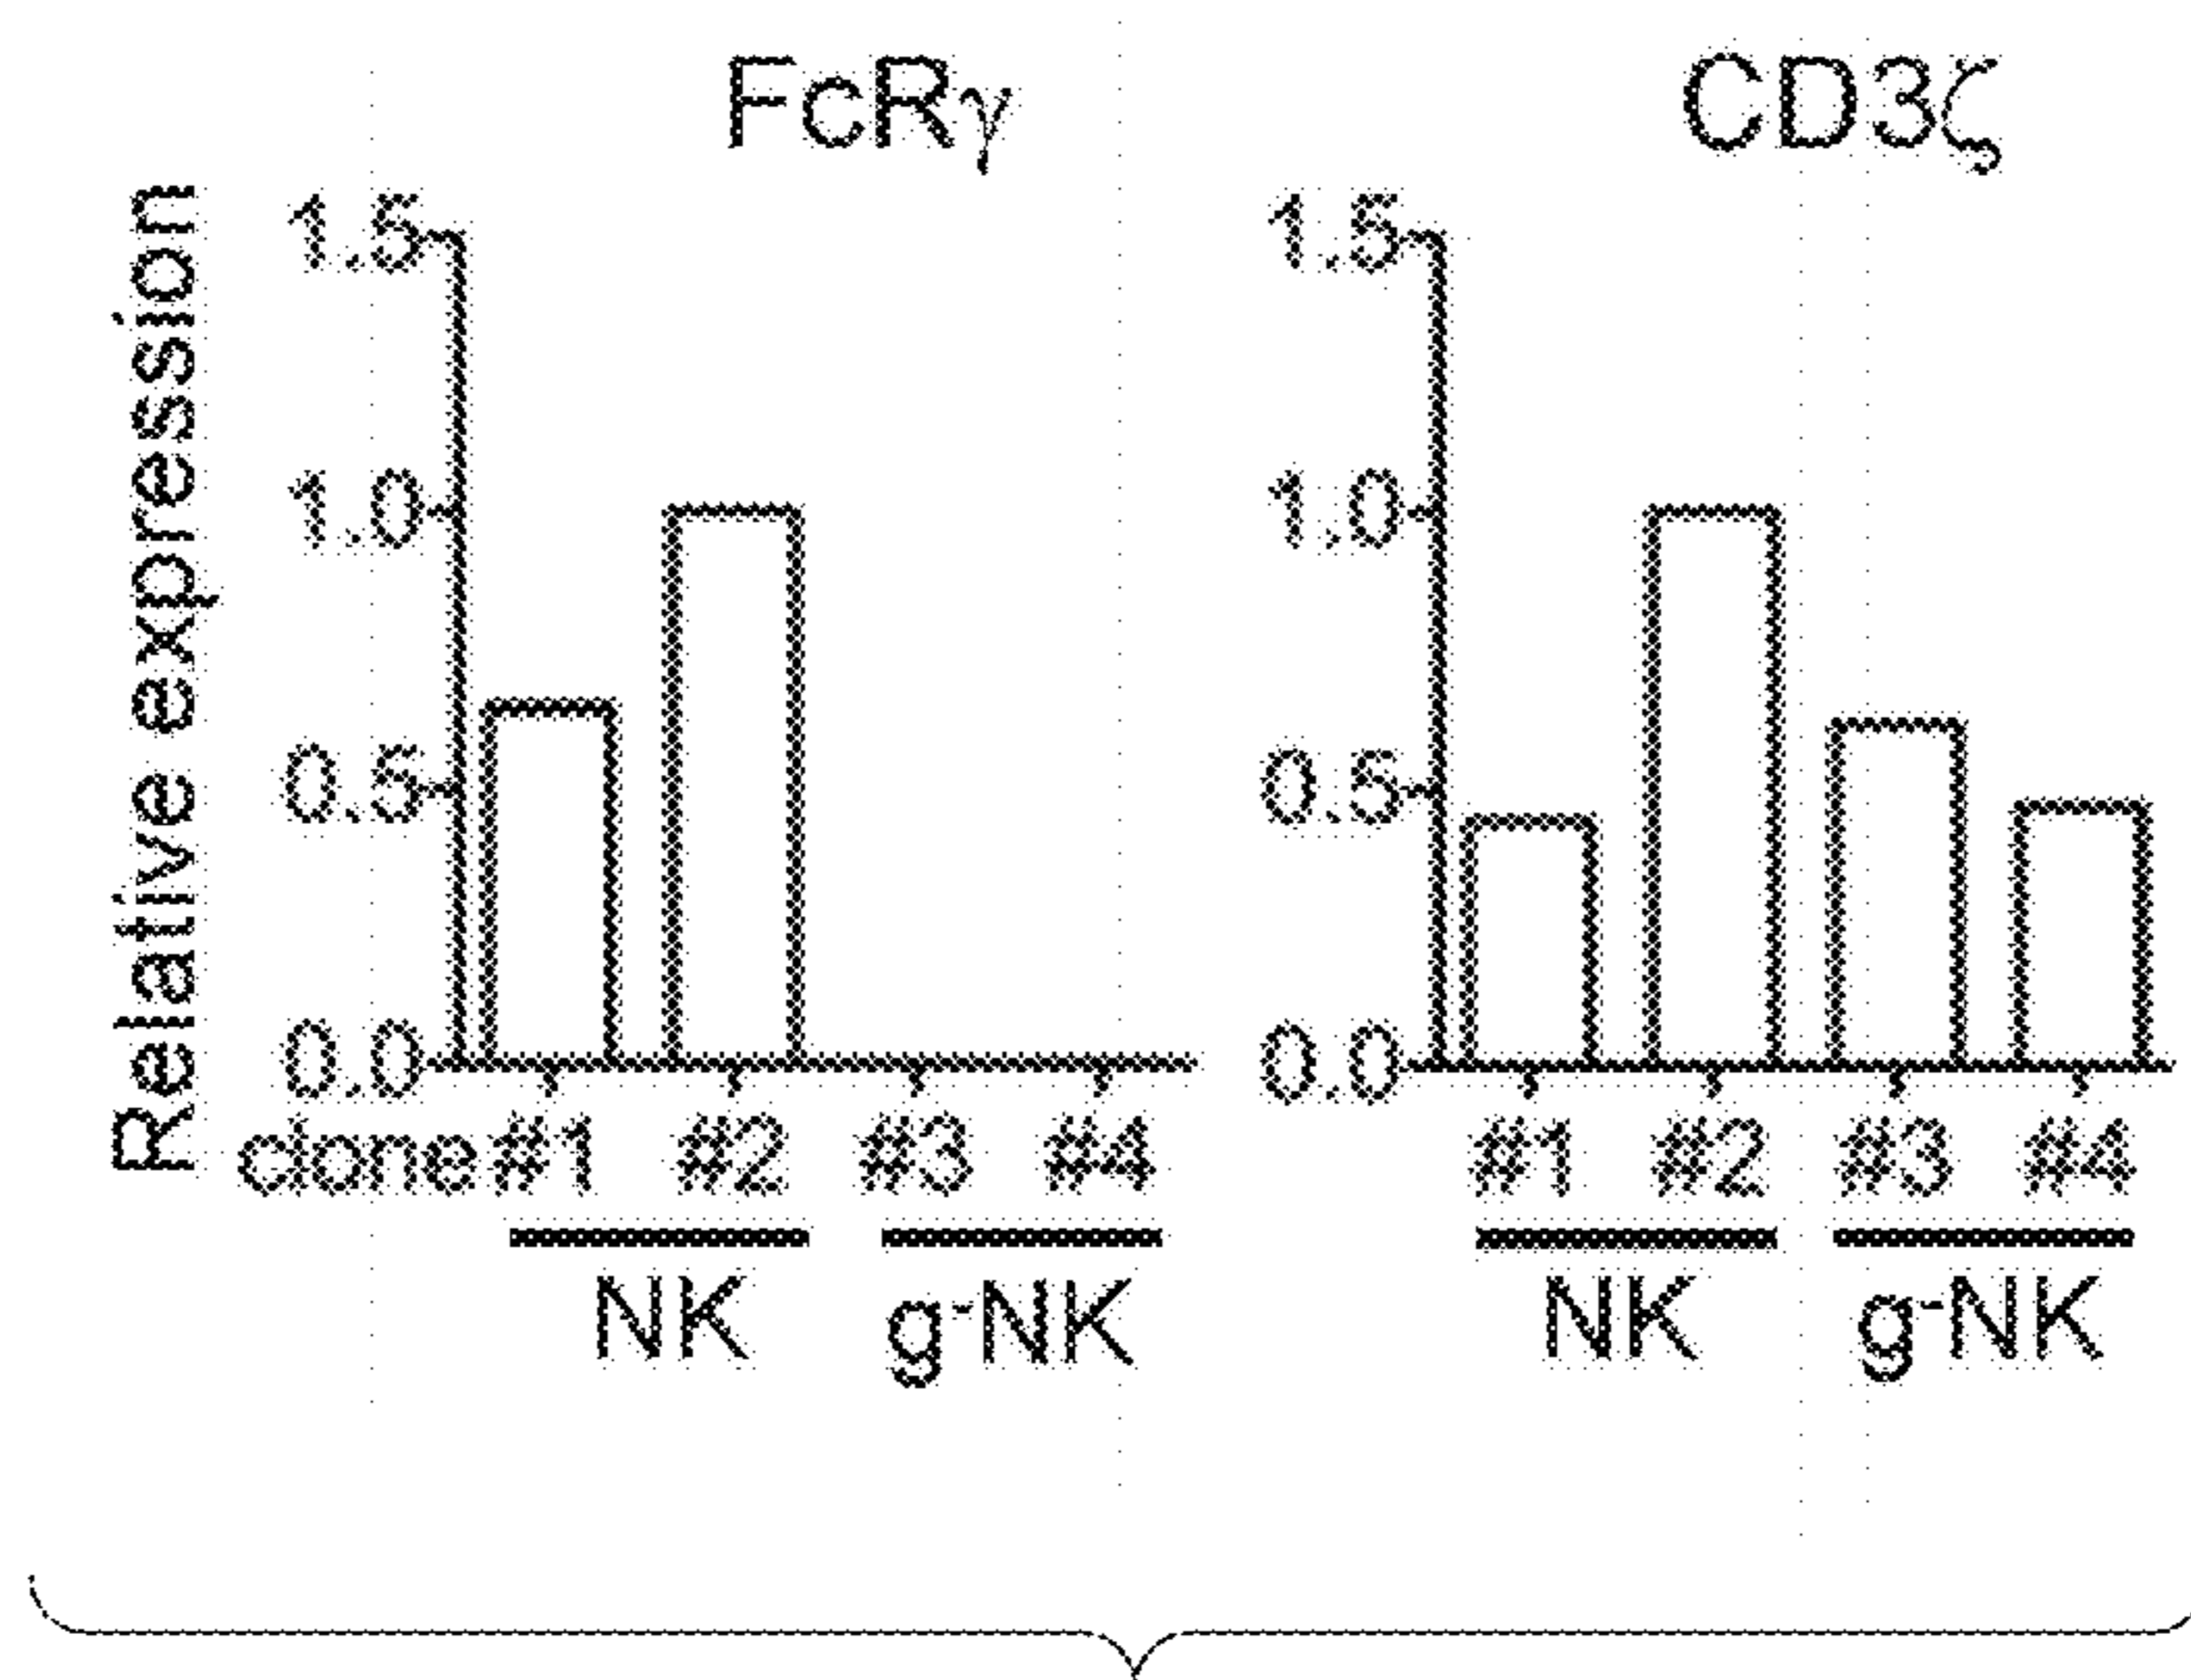 FcRγ
CD3ζ
Relative expression
1.5
1.0
0.5
0.0
clone #1 #2 #3 #4
NK g-NK
1.5
1.0
0.5
0.0
#1 #2 #3 #4
NK g-NK